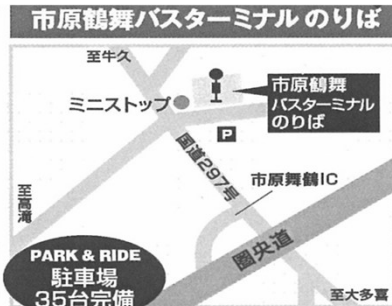 市原鶴舞バスターミナル のりば
至牛久
ミニストップ
市原鶴舞
バスターミナル
のりば
P
国道297号
市原舞鶴IC
至高滝
圏央道
PARK & RIDE
駐車場
35台完備
至大多喜